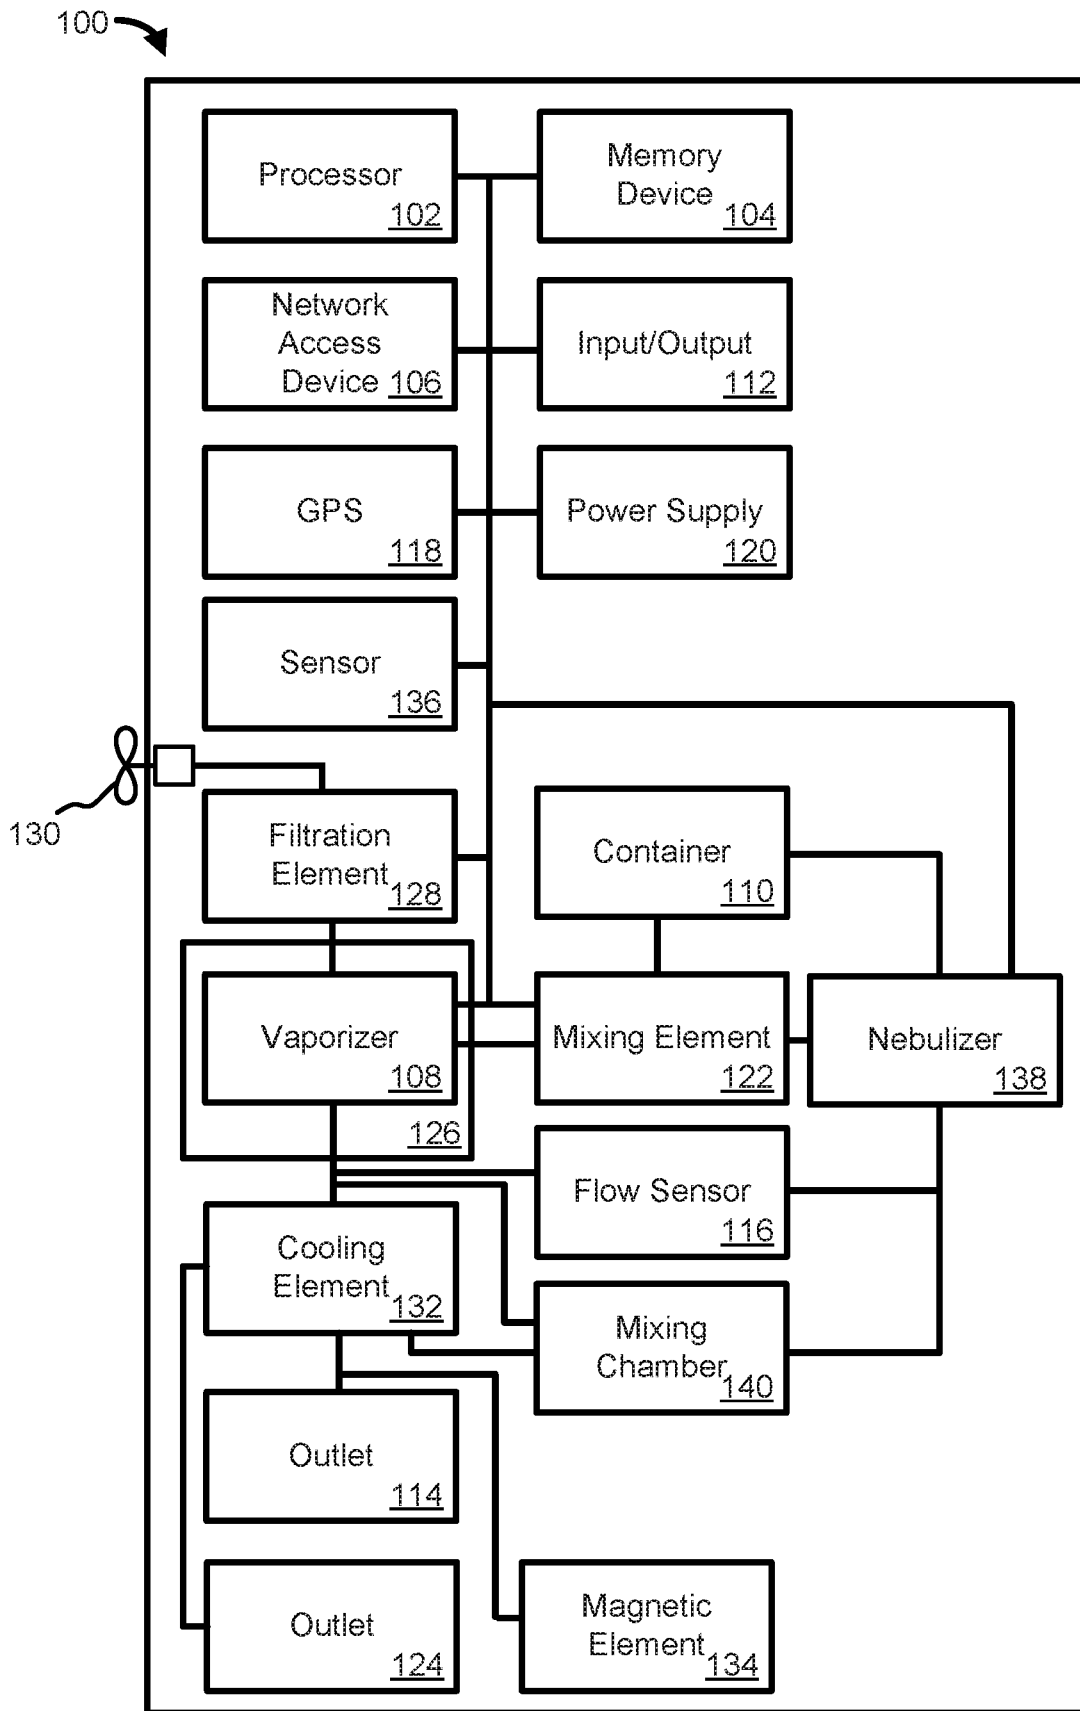 100
Processor
102
Memory
Device
104
Network
Access
Device
106
Input/Output
112
GPS
118
Power Supply
120
Sensor
136
130
Filtration
Element
128
Container
110
Vaporizer
108
126
Mixing Element
122
Nebulizer
138
Flow Sensor
116
Cooling
Element
132
Mixing
Chamber
140
Outlet
114
Outlet
124
Magnetic
Element
134